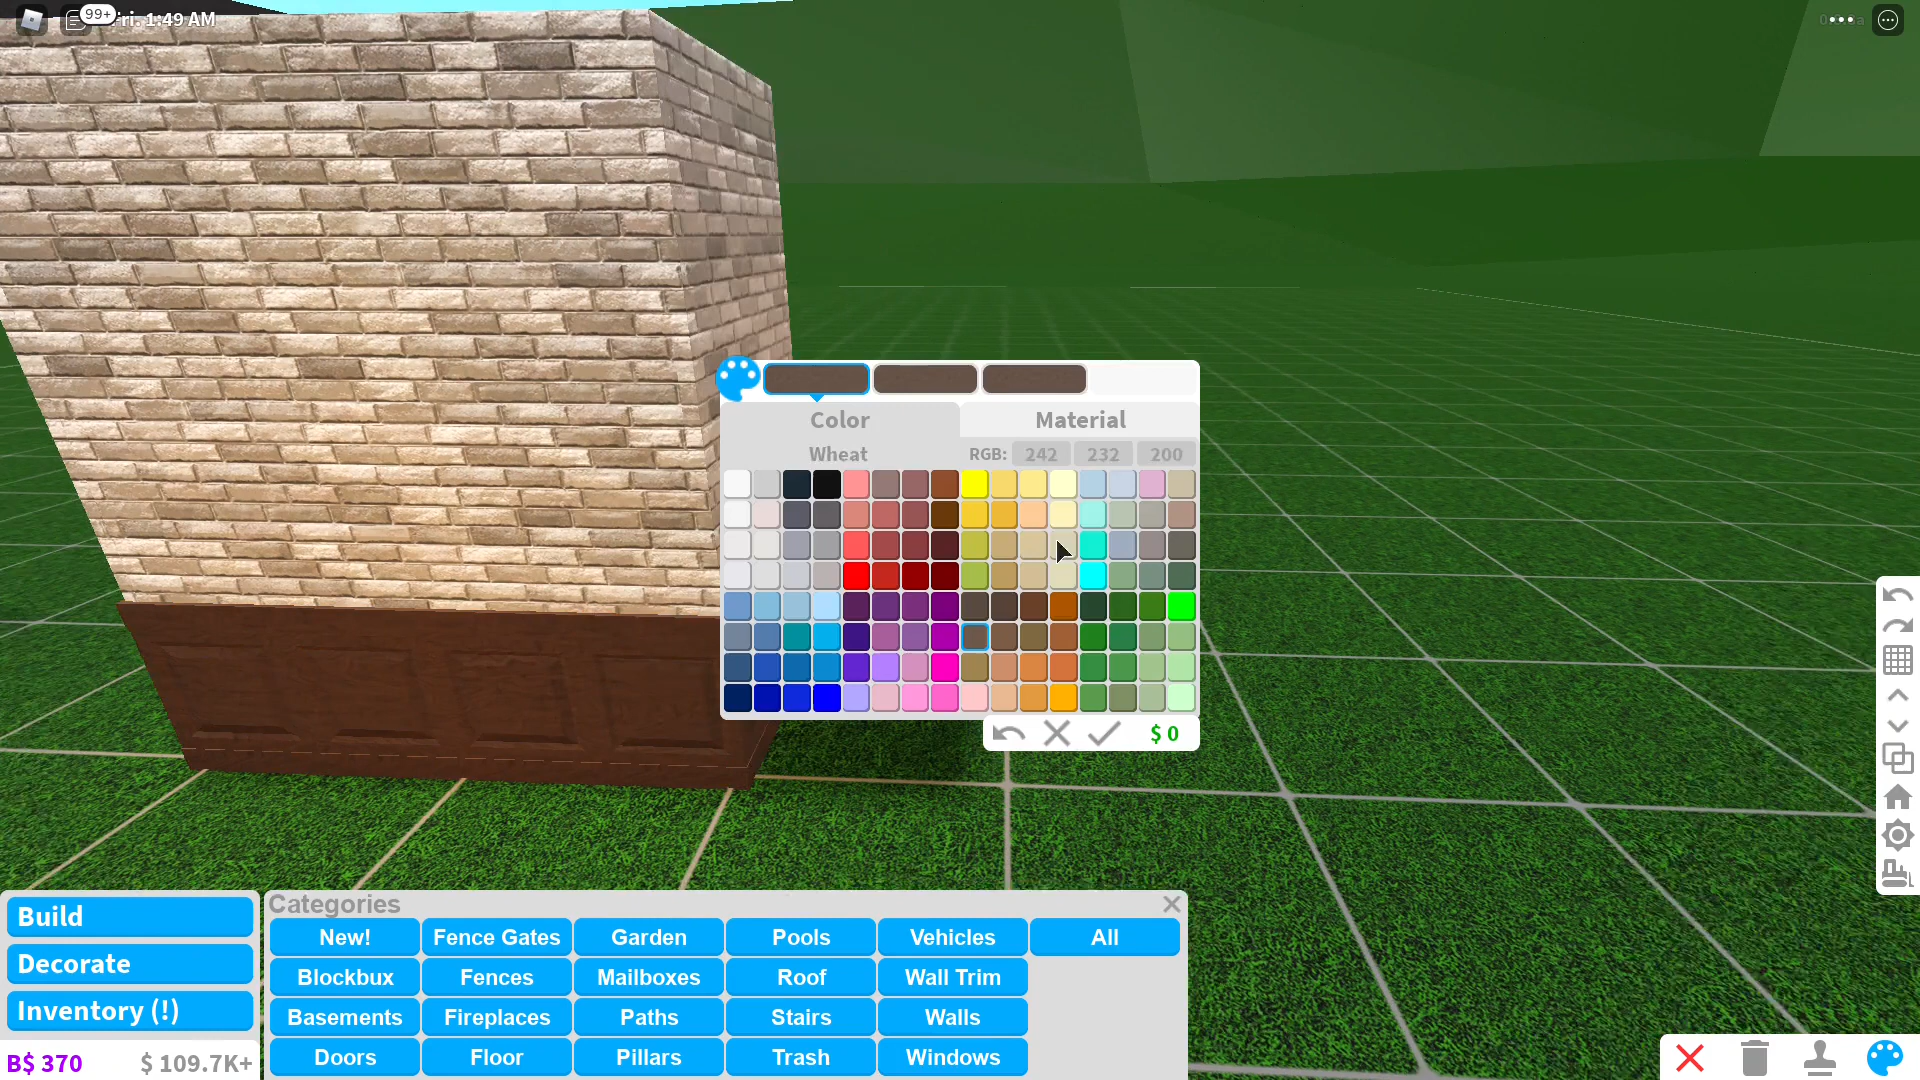 99+
Fri. 1:49 AM
Color
Material
Wheat
RGB: 242 232 200
$ 0
Build
Decorate
Inventory (!)
B$ 370
$ 109.7K+
Categories
New! Fence Gates Garden Pools Vehicles All
Blockbux Fences Mailboxes Roof Wall Trim
Basements Fireplaces Paths Stairs Walls
Doors Floor Pillars Trash Windows